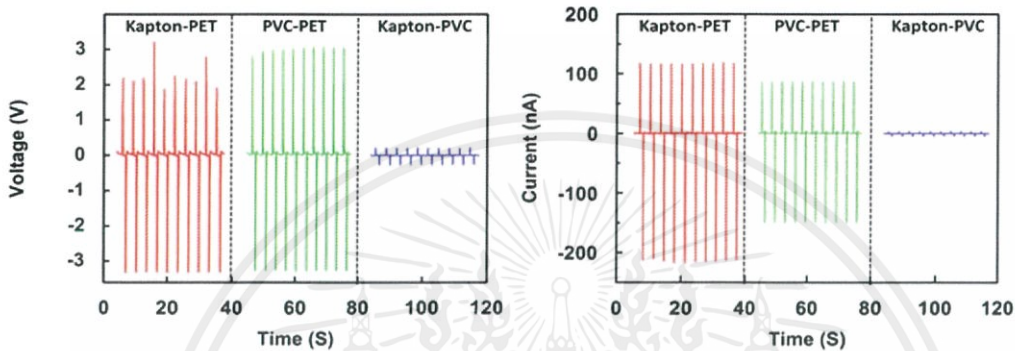 Kapton-PET PVC-PET Kapton-PVC
3
2
1
0
-1
-2
-3
Voltage (V)
0 20 40 60 80 100 120
Time (S)
200
100
0
-100
-200
Current (nA)
Kapton-PET PVC-PET Kapton-PVC
0 20 40 60 80 100 120
Time (S)